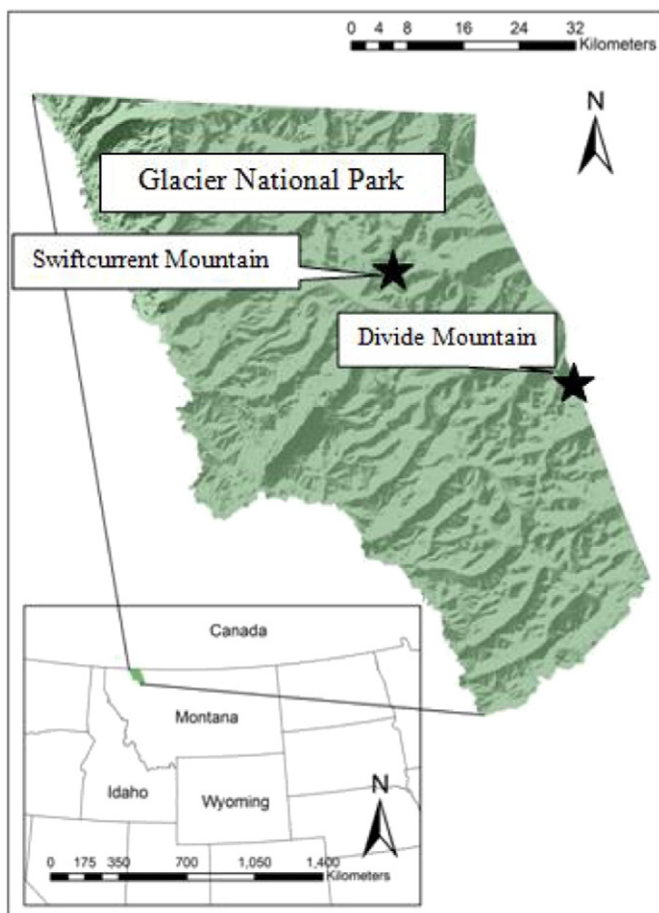 0 2 4 8 16 24 32
Kilometers
N
Glacier National Park
Swiftcurrent Mountain
Divide Mountain
Canada
Montana
Idaho
Wyoming
N
0 175 350 700 1,050 1,400
Kilometers